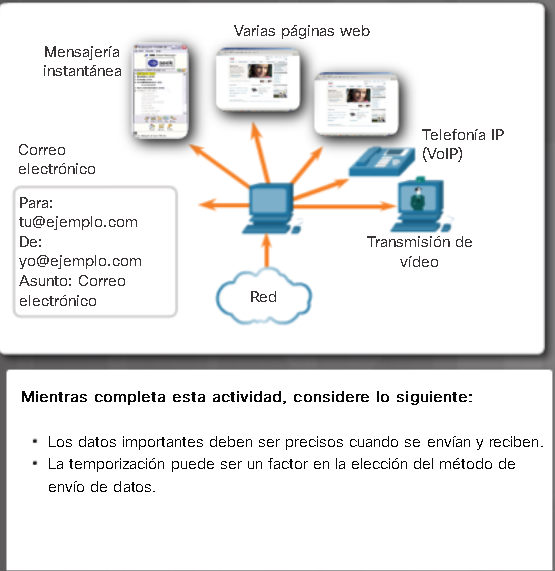 Varias páginas web
Mensajería
instantánea
Telefonía IP
(VoIP)
Correo
electrónico
Para:
tu@ejemplo.com
De:
yo@ejemplo.com
Asunto: Correo
electrónico
Transmisión de
vídeo
Red
Mientras completa esta actividad, considere lo siguiente:
• Los datos importantes deben ser precisos cuando se envían y reciben.
• La temporización puede ser un factor en la elección del método de
envío de datos.